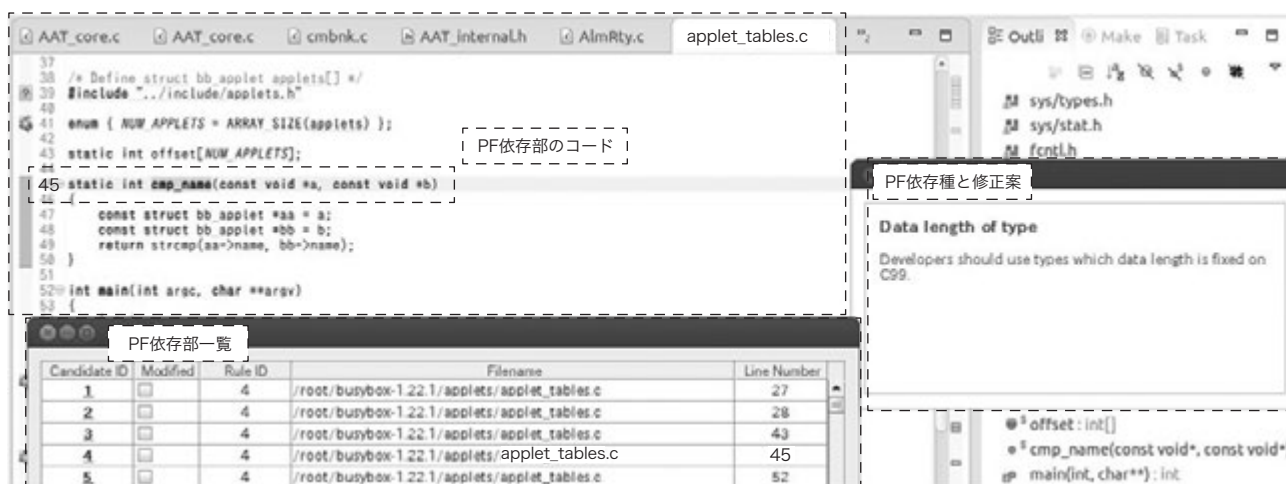 AAT_core.c AAT_core.c cmbnk.c AAT_internal.h AlmRty.c applet_tables.c "2 Outli Make Task
37
38 /* Define struct bb_applet applets[] */
39 #include "../include/applets.h"
40
41 enum { NUM_APPLETS = ARRAY_SIZE(applets) };
42
43 static int offset[NUM_APPLETS];
44
45 static int cmp_name(const void *a, const void *b)
46 {
47 const struct bb_applet *aa = a;
48 const struct bb_applet *bb = b;
49 return strcmp(aa->name, bb->name);
50 }
51
52 int main(int argc, char **argv)
53 {
PF依存部のコード
sys/types.h
sys/stat.h
fcntl.h
PF依存種と修正案
Data length of type
Developers should use types which data length is fixed on
C99.
offset : int[]
cmp_name(const void*, const void*
main(int, char**) : int
PF依存部一覧
Candidate ID Modified Rule ID Filename Line Number
1 4 /root/busybox-1.22.1/applets/applet_tables.c 27
2 4 /root/busybox-1.22.1/applets/applet_tables.c 28
3 4 /root/busybox-1.22.1/applets/applet_tables.c 43
4 4 /root/busybox-1.22.1/applets/applet_tables.c 45
5 4 /root/busybox-1.22.1/applets/applet_tables.c 52